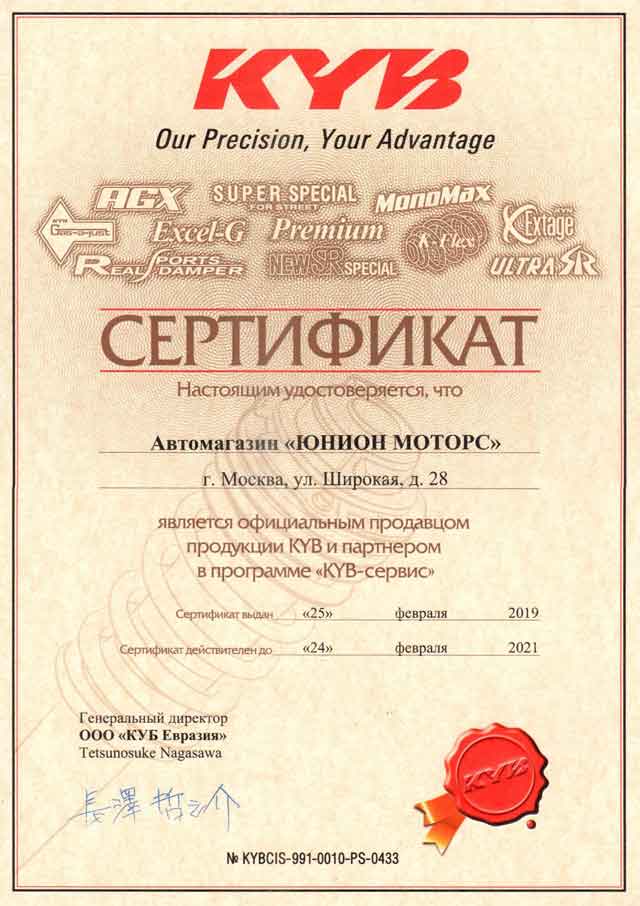 KYB
Our Precision, Your Advantage
AGX
SUPER SPECIAL
FOR STREET
MonoMax
KYB
Gas-a-just
Excel-G
Premium
K-Flex
Extage
REAL SPORTS DAMPER
NEW SR SPECIAL
ULTRA SR
СЕРТИФИКАТ
Настоящим удостоверяется, что
Автомагазин «ЮНИОН МОТОРС»
г. Москва, ул. Широкая, д. 28
является официальным продавцом
продукции KYB и партнером
в программе «KYB-сервис»
Сертификат выдан «25» февраля 2019
Сертификат действителен до «24» февраля 2021
Генеральный директор
ООО «КУБ Евразия»
Tetsunosuke Nagasawa
長澤 哲之介
KYB
№ KYBCIS-991-0010-PS-0433